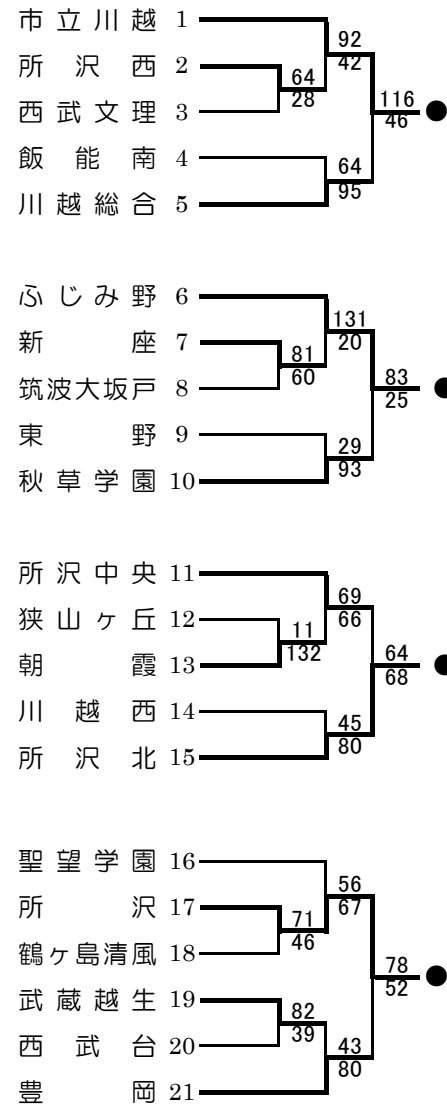 市立川越 1
92
所沢西 2
42
64
116
28
西武文理 3
46
飯能南 4
64
95
川越総合 5
ふじみ野 6
131
新座 7
20
81
60
83
筑波大坂戸 8
25
東野 9
29
93
秋草学園 10
所沢中央 11
69
狭山ヶ丘 12
66
11
132
64
朝霞 13
68
川越西 14
45
80
所沢北 15
聖望学園 16
56
所沢 17
67
71
46
鶴ヶ島清風 18
78
52
武蔵越生 19
82
39
西武台 20
43
80
豊岡 21